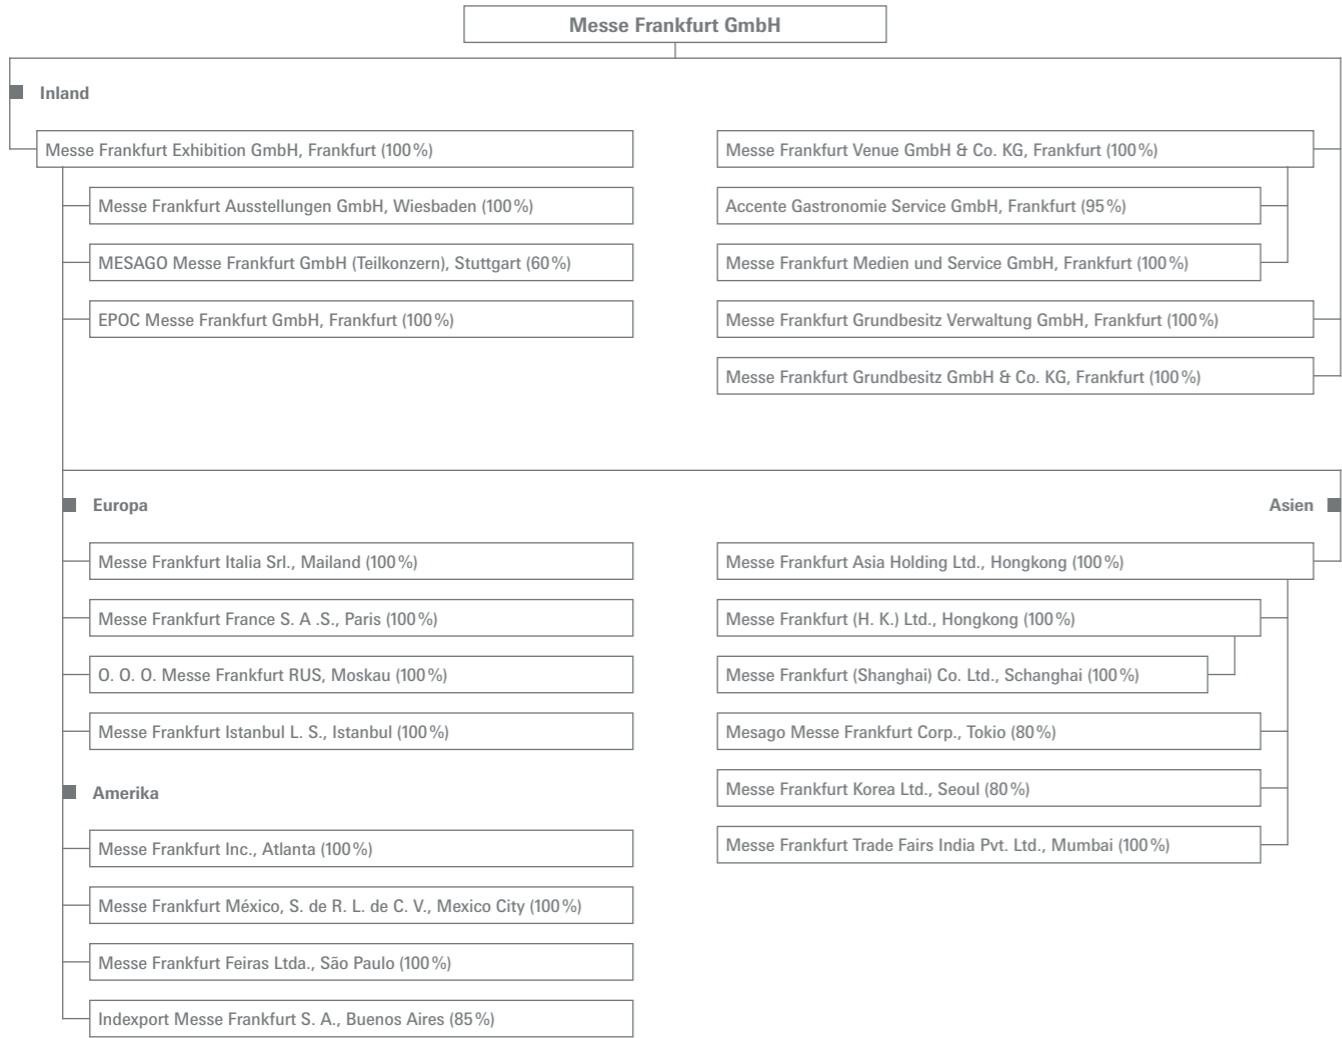 Messe Frankfurt GmbH
Inland
Messe Frankfurt Exhibition GmbH, Frankfurt (100%)
Messe Frankfurt Ausstellungen GmbH, Wiesbaden (100%)
MESAGO Messe Frankfurt GmbH (Teilkonzern), Stuttgart (60%)
EPOC Messe Frankfurt GmbH, Frankfurt (100%)
Messe Frankfurt Venue GmbH & Co. KG, Frankfurt (100%)
Accente Gastronomie Service GmbH, Frankfurt (95%)
Messe Frankfurt Medien und Service GmbH, Frankfurt (100%)
Messe Frankfurt Grundbesitz Verwaltung GmbH, Frankfurt (100%)
Messe Frankfurt Grundbesitz GmbH & Co. KG, Frankfurt (100%)
Europa
Messe Frankfurt Italia Srl., Mailand (100%)
Messe Frankfurt France S. A .S., Paris (100%)
O. O. O. Messe Frankfurt RUS, Moskau (100%)
Messe Frankfurt Istanbul L. S., Istanbul (100%)
Amerika
Messe Frankfurt Inc., Atlanta (100%)
Messe Frankfurt México, S. de R. L. de C. V., Mexico City (100%)
Messe Frankfurt Feiras Ltda., São Paulo (100%)
Indexport Messe Frankfurt S. A., Buenos Aires (85%)
Asien
Messe Frankfurt Asia Holding Ltd., Hongkong (100%)
Messe Frankfurt (H. K.) Ltd., Hongkong (100%)
Messe Frankfurt (Shanghai) Co. Ltd., Schanghai (100%)
Mesago Messe Frankfurt Corp., Tokio (80%)
Messe Frankfurt Korea Ltd., Seoul (80%)
Messe Frankfurt Trade Fairs India Pvt. Ltd., Mumbai (100%)